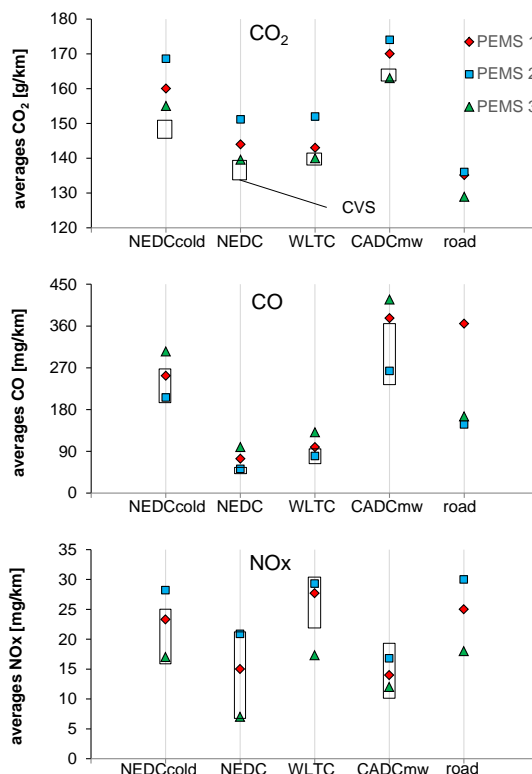 CO2
averages CO2 [g/km]
180
170
160
150
140
130
120
PEMS 1
PEMS 2
PEMS 3
CVS
NEDCcold NEDC WLTC CADCmw road
CO
averages CO [mg/km]
450
360
270
180
90
0
NEDCcold NEDC WLTC CADCmw road
NOx
averages NOx [mg/km]
35
30
25
20
15
10
5
0
NEDCcold NEDC WLTC CADCmw road